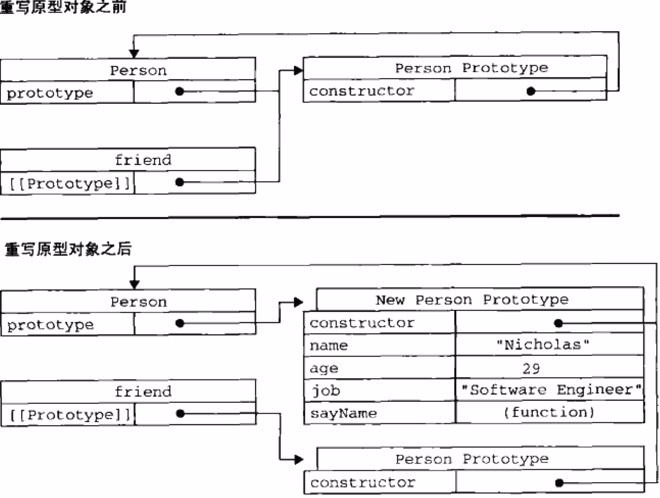 重写原型对象之前
Person
prototype
Person Prototype
constructor
friend
[[Prototype]]
重写原型对象之后
Person
prototype
New Person Prototype
constructor
name "Nicholas"
age 29
job "Software Engineer"
sayName (function)
friend
[[Prototype]]
Person Prototype
constructor